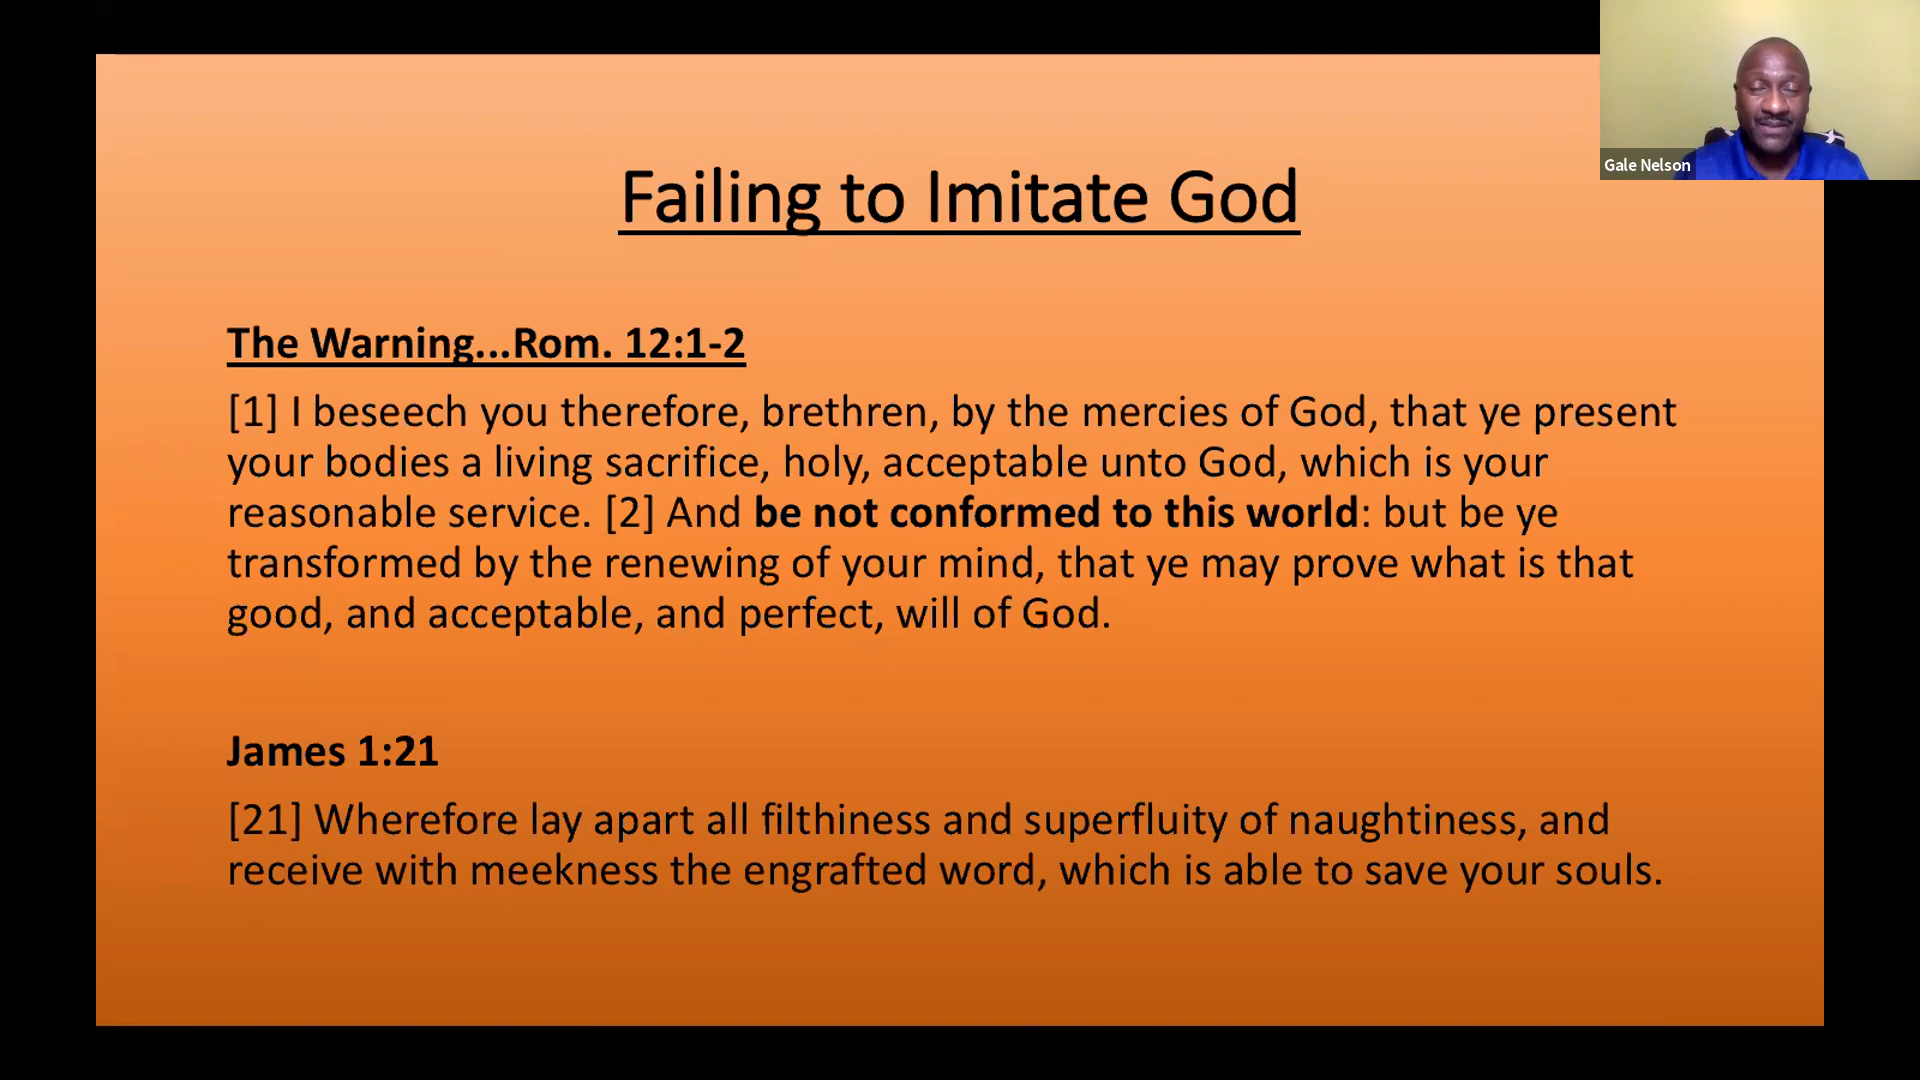 Gale Nelson
Failing to Imitate God
The Warning...Rom. 12:1-2
[1] I beseech you therefore, brethren, by the mercies of God, that ye present
your bodies a living sacrifice, holy, acceptable unto God, which is your
reasonable service. [2] And be not conformed to this world: but be ye
transformed by the renewing of your mind, that ye may prove what is that
good, and acceptable, and perfect, will of God.
James 1:21
[21] Wherefore lay apart all filthiness and superfluity of naughtiness, and
receive with meekness the engrafted word, which is able to save your souls.